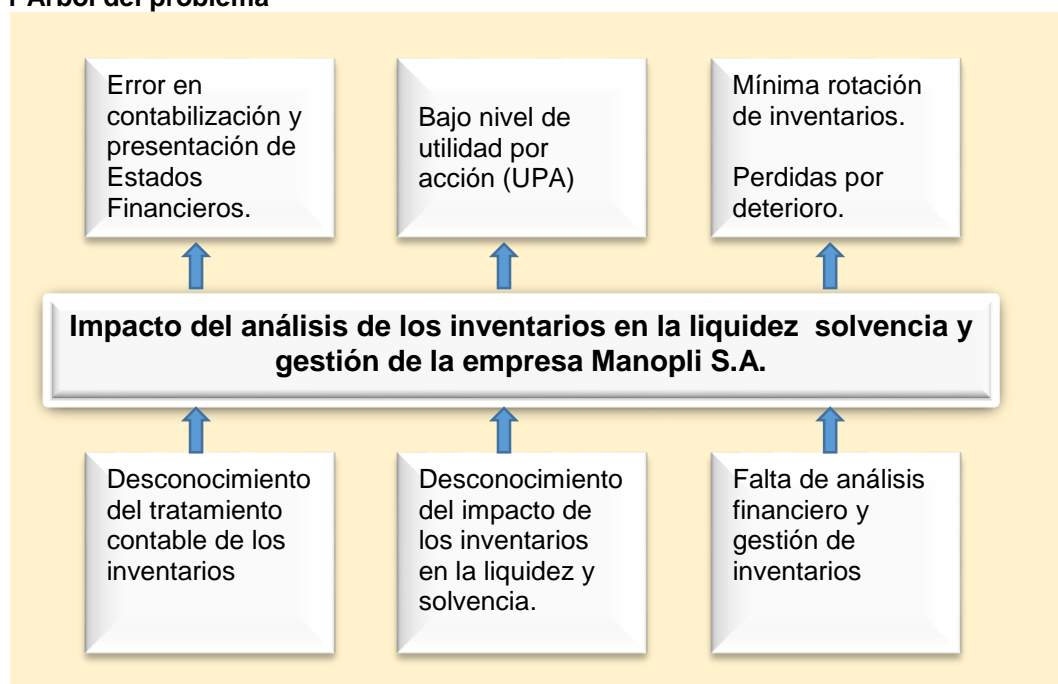 Árbol del problema
Error en
contabilización y
presentación de
Estados
Financieros.
Bajo nivel de
utilidad por
acción (UPA)
Mínima rotación
de inventarios.
Perdidas por
deterioro.
Impacto del análisis de los inventarios en la liquidez  solvencia y
gestión de la empresa Manopli S.A.
Desconocimiento
del tratamiento
contable de los
inventarios
Desconocimiento
del impacto de
los inventarios
en la liquidez y
solvencia.
Falta de análisis
financiero y
gestión de
inventarios